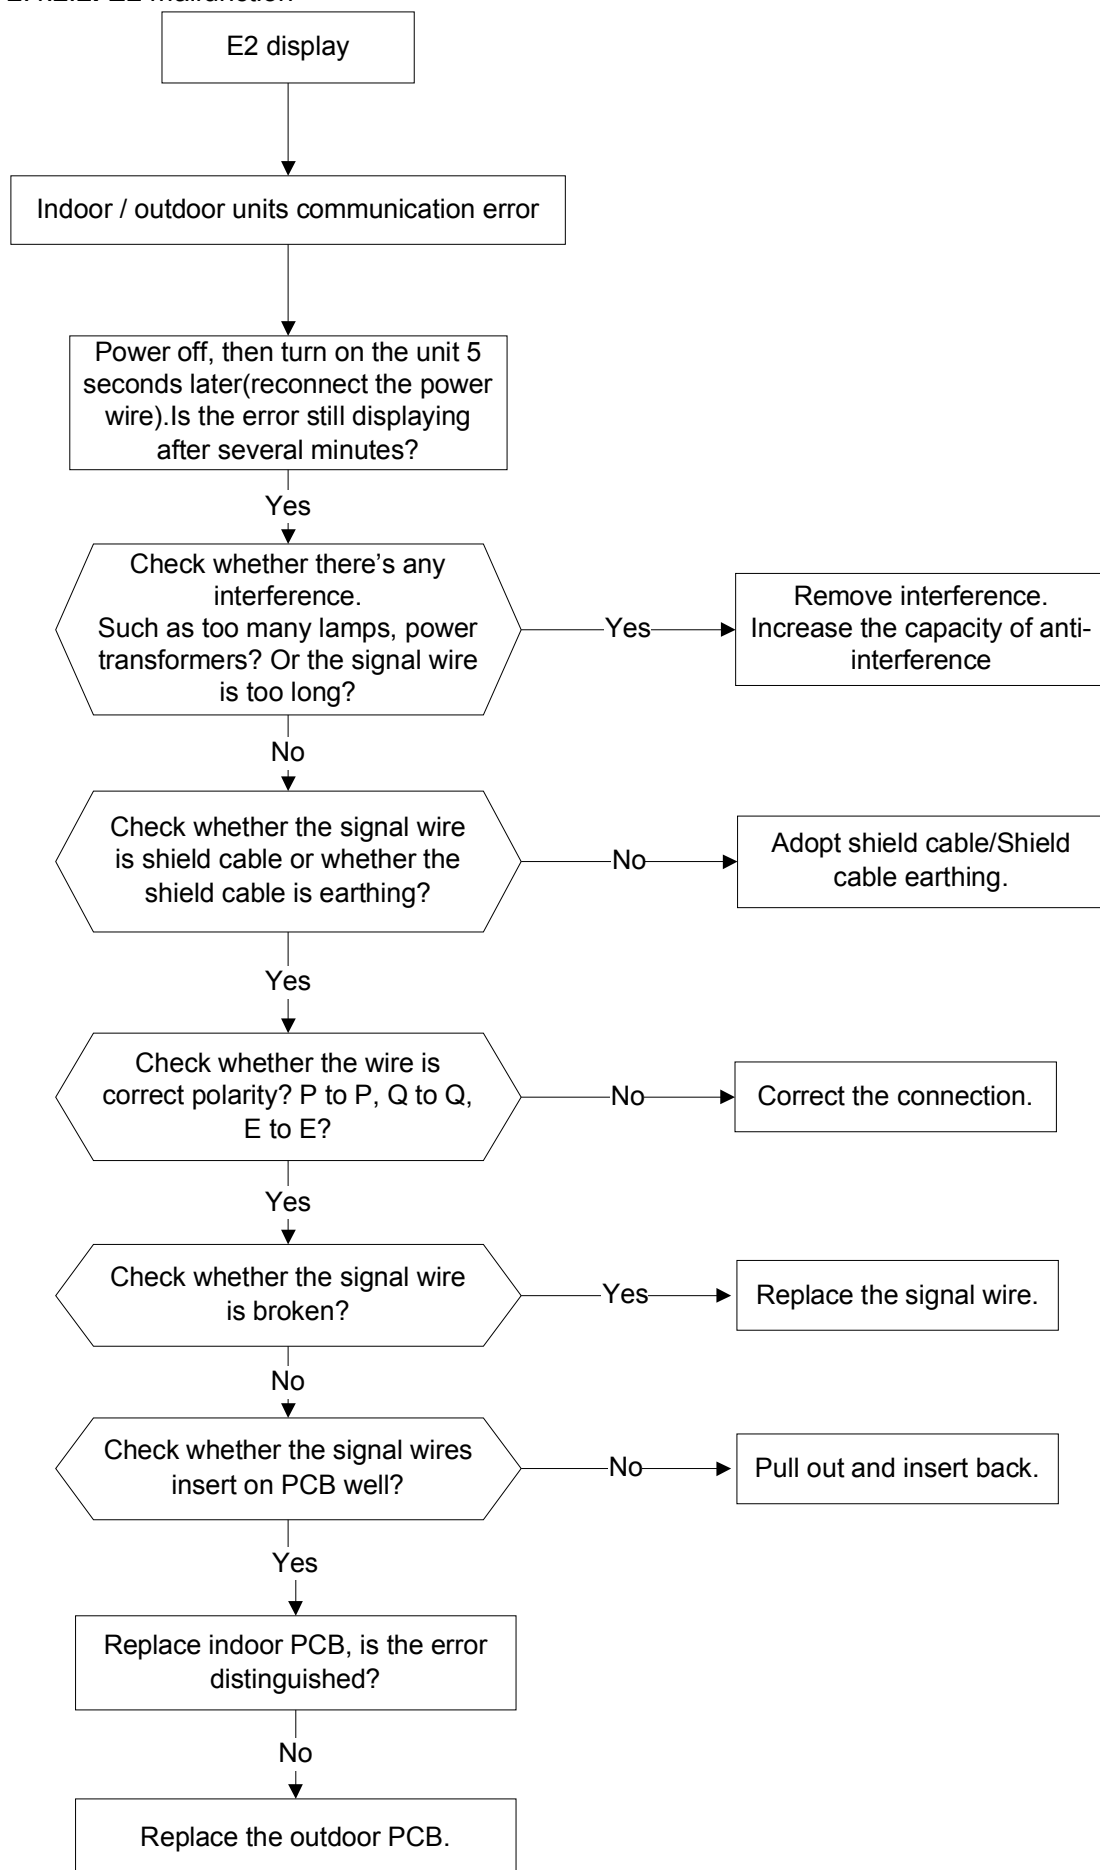 E2 display
Indoor / outdoor units communication error
Power off, then turn on the unit 5
seconds later(reconnect the power
wire).Is the error still displaying
after several minutes?
Yes
Check whether there's any
interference.
Such as too many lamps, power
transformers? Or the signal wire
is too long?
Yes
Remove interference.
Increase the capacity of anti-
interference
No
Check whether the signal wire
is shield cable or whether the
shield cable is earthing?
No
Adopt shield cable/Shield
cable earthing.
Yes
Check whether the wire is
correct polarity? P to P, Q to Q,
E to E?
No
Correct the connection.
Yes
Check whether the signal wire
is broken?
Yes
Replace the signal wire.
No
Check whether the signal wires
insert on PCB well?
No
Pull out and insert back.
Yes
Replace indoor PCB, is the error
distinguished?
No
Replace the outdoor PCB.